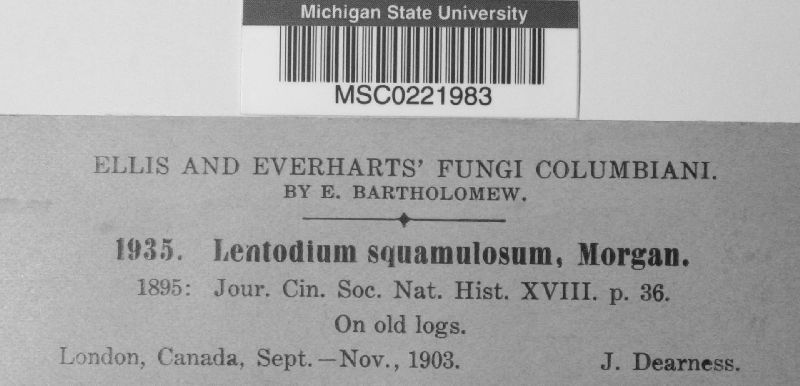 Michigan State University
MSC0221983
ELLIS AND EVERHARTS' FUNGI COLUMBIANI.
BY E. BARTHOLOMEW.
1935. Lentodium squamulosum, Morgan.
1895: Jour. Cin. Soc. Nat. Hist. XVIII. p. 36.
On old logs.
London, Canada, Sept.—Nov., 1903. J. Dearness.